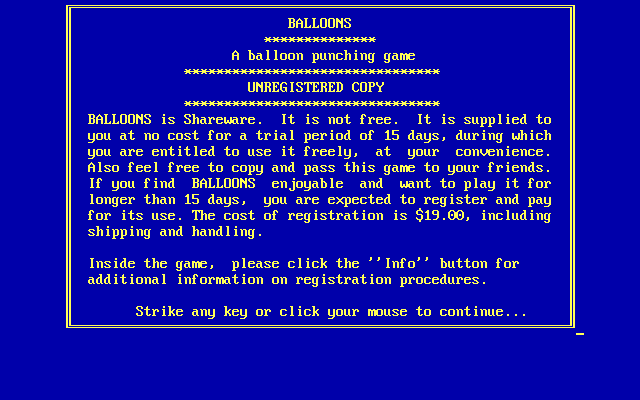 BALLOONS
**************
A balloon punching game
********************************
UNREGISTERED COPY
********************************
BALLOONS is Shareware.  It is not free.  It is supplied to
you at no cost for a trial period of 15 days, during which
you are entitled to use it freely,  at  your  convenience.
Also feel free to copy and pass this game to your friends.
If you find  BALLOONS  enjoyable  and  want to play it for
longer than 15 days,  you are expected to register and pay
for its use. The cost of registration is $19.00, including
shipping and handling.
Inside the game,  please click the ''Info'' button for
additional information on registration procedures.
Strike any key or click your mouse to continue...